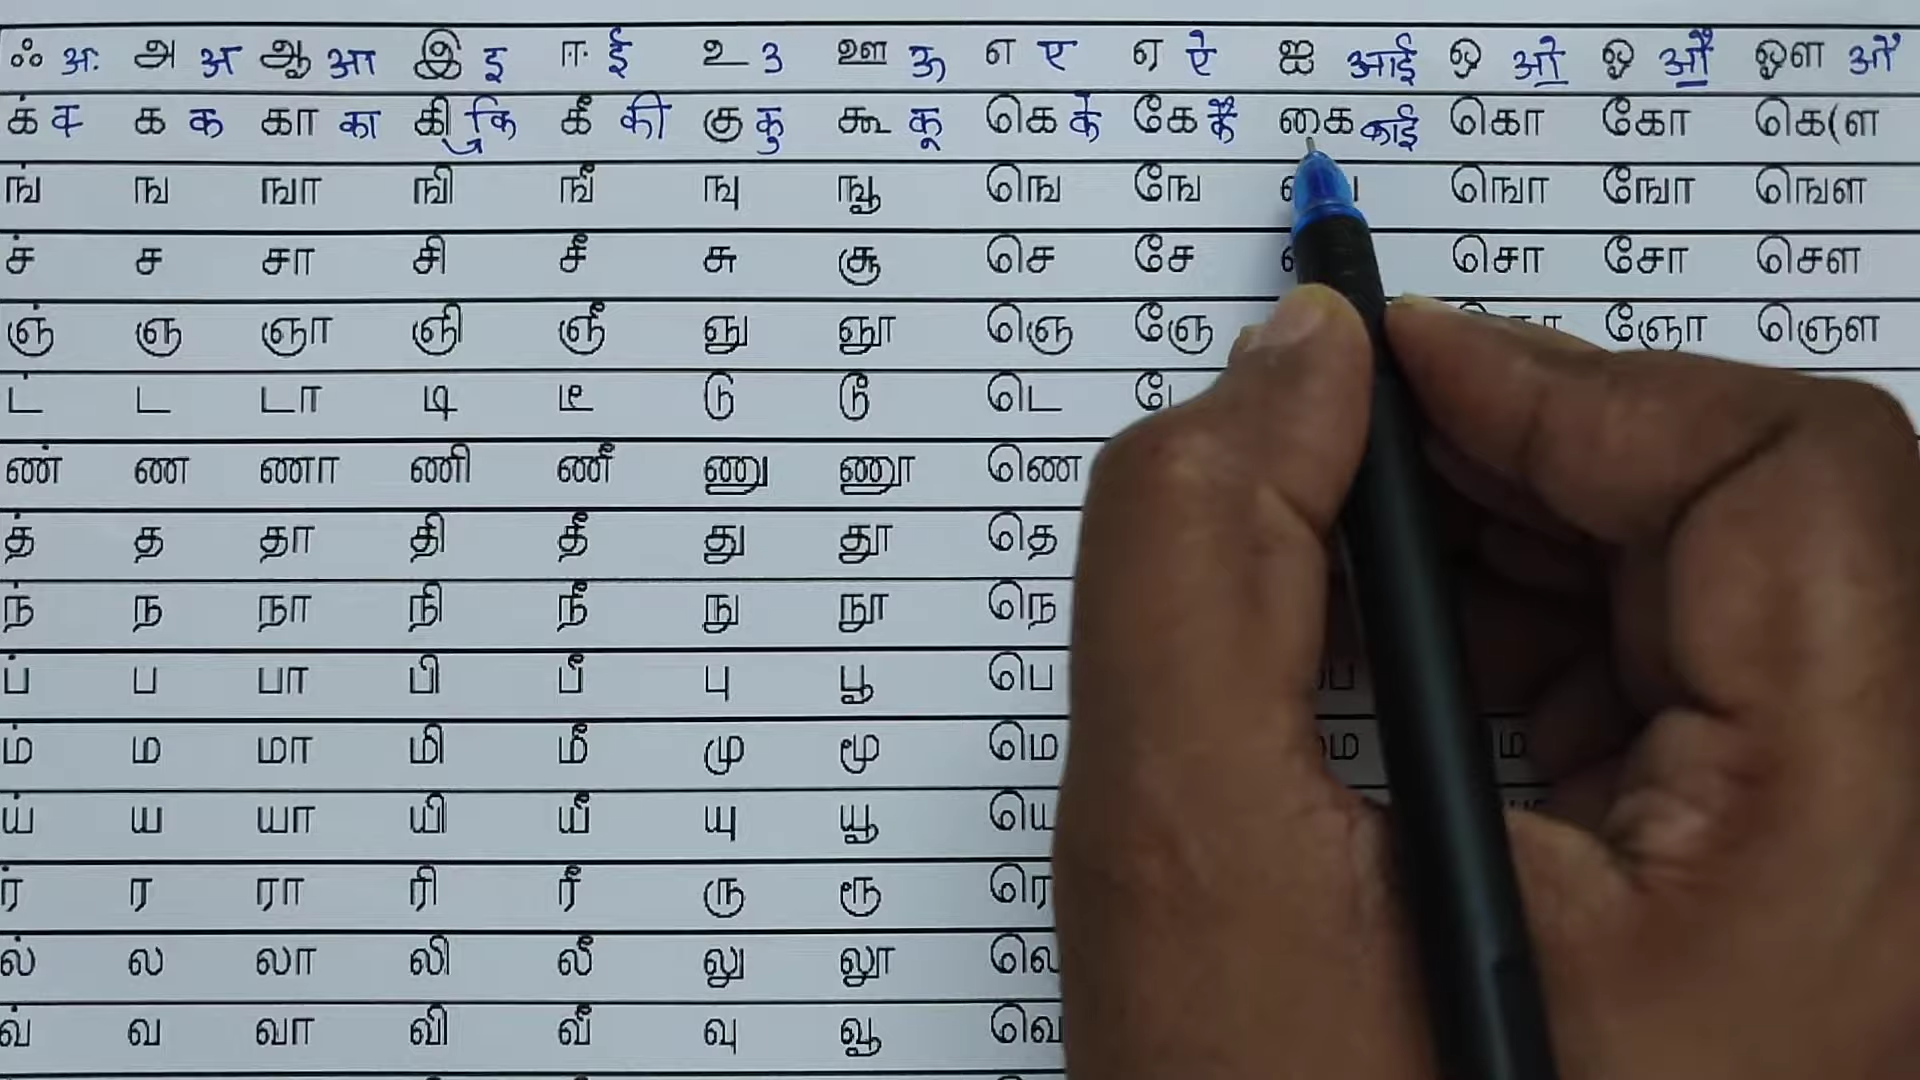 ஃ अः அ अ ஆ आ இ इ ஈ ई உ उ ஊ ऊ எ ए ஏ ऐ ஐ आई ஒ ओ ஓ औ ஔ औ
க் க क கா का கி कि கீ की கு कु கூ कू கெ के கே कै கை काई கொ கோ கௌ
ங் ங ஙா ஙி ஙீ ஙு ஙூ ஙெ ஙே ஙொ ஙோ ஙௌ
ச் ச சா சி சீ சு சூ செ சே சொ சோ சௌ
ஞ் ஞ ஞா ஞி ஞீ ஞு ஞூ ஞெ ஞே ஞோ ஞௌ
ட் ட டா டி டீ டு டூ டெ
ண் ண ணா ணி ணீ ணு ணூ ணெ
த் த தா தி தீ து தூ தெ
ந் ந நா நி நீ நு நூ நெ
ப் ப பா பி பீ பு பூ பெ
ம் ம மா மி மீ மு மூ மெ
ய் ய யா யி யீ யு யூ யெ
ர் ர ரா ரி ரீ ரு ரூ ரெ
ல் ல லா லி லீ லு லூ லெ
வ் வ வா வி வீ வு வூ வெ